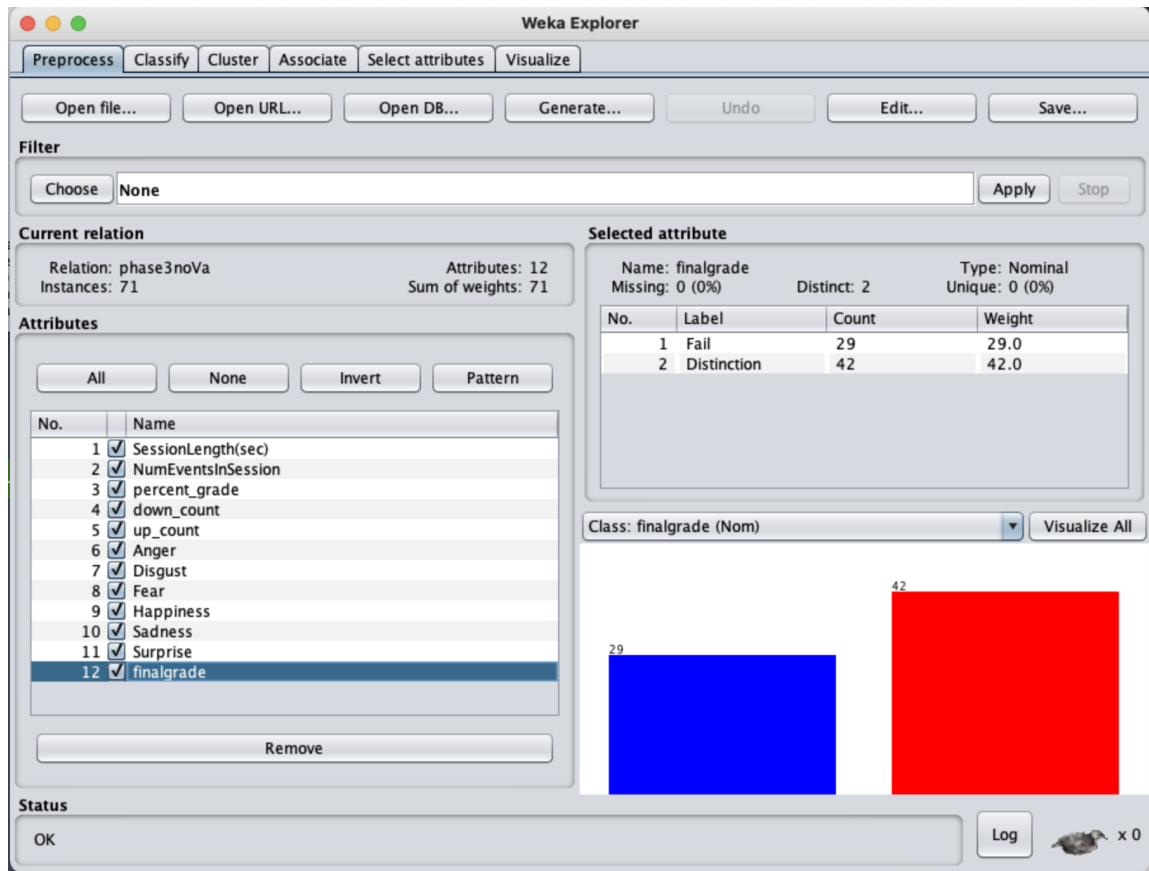 Weka Explorer
Preprocess Classify Cluster Associate Select attributes Visualize
Open file... Open URL... Open DB... Generate... Undo Edit... Save...
Filter
Choose None Apply Stop
Current relation
Relation: phase3noVa Attributes: 12
Instances: 71 Sum of weights: 71
Attributes
All None Invert Pattern
No. Name
1 SessionLength(sec)
2 NumEventsInSession
3 percent_grade
4 down_count
5 up_count
6 Anger
7 Disgust
8 Fear
9 Happiness
10 Sadness
11 Surprise
12 finalgrade
Remove
Selected attribute
Name: finalgrade Type: Nominal
Missing: 0 (0%) Distinct: 2 Unique: 0 (0%)
No. Label Count Weight
1 Fail 29 29.0
2 Distinction 42 42.0
Class: finalgrade (Nom) Visualize All
42
29
Status
OK Log x 0